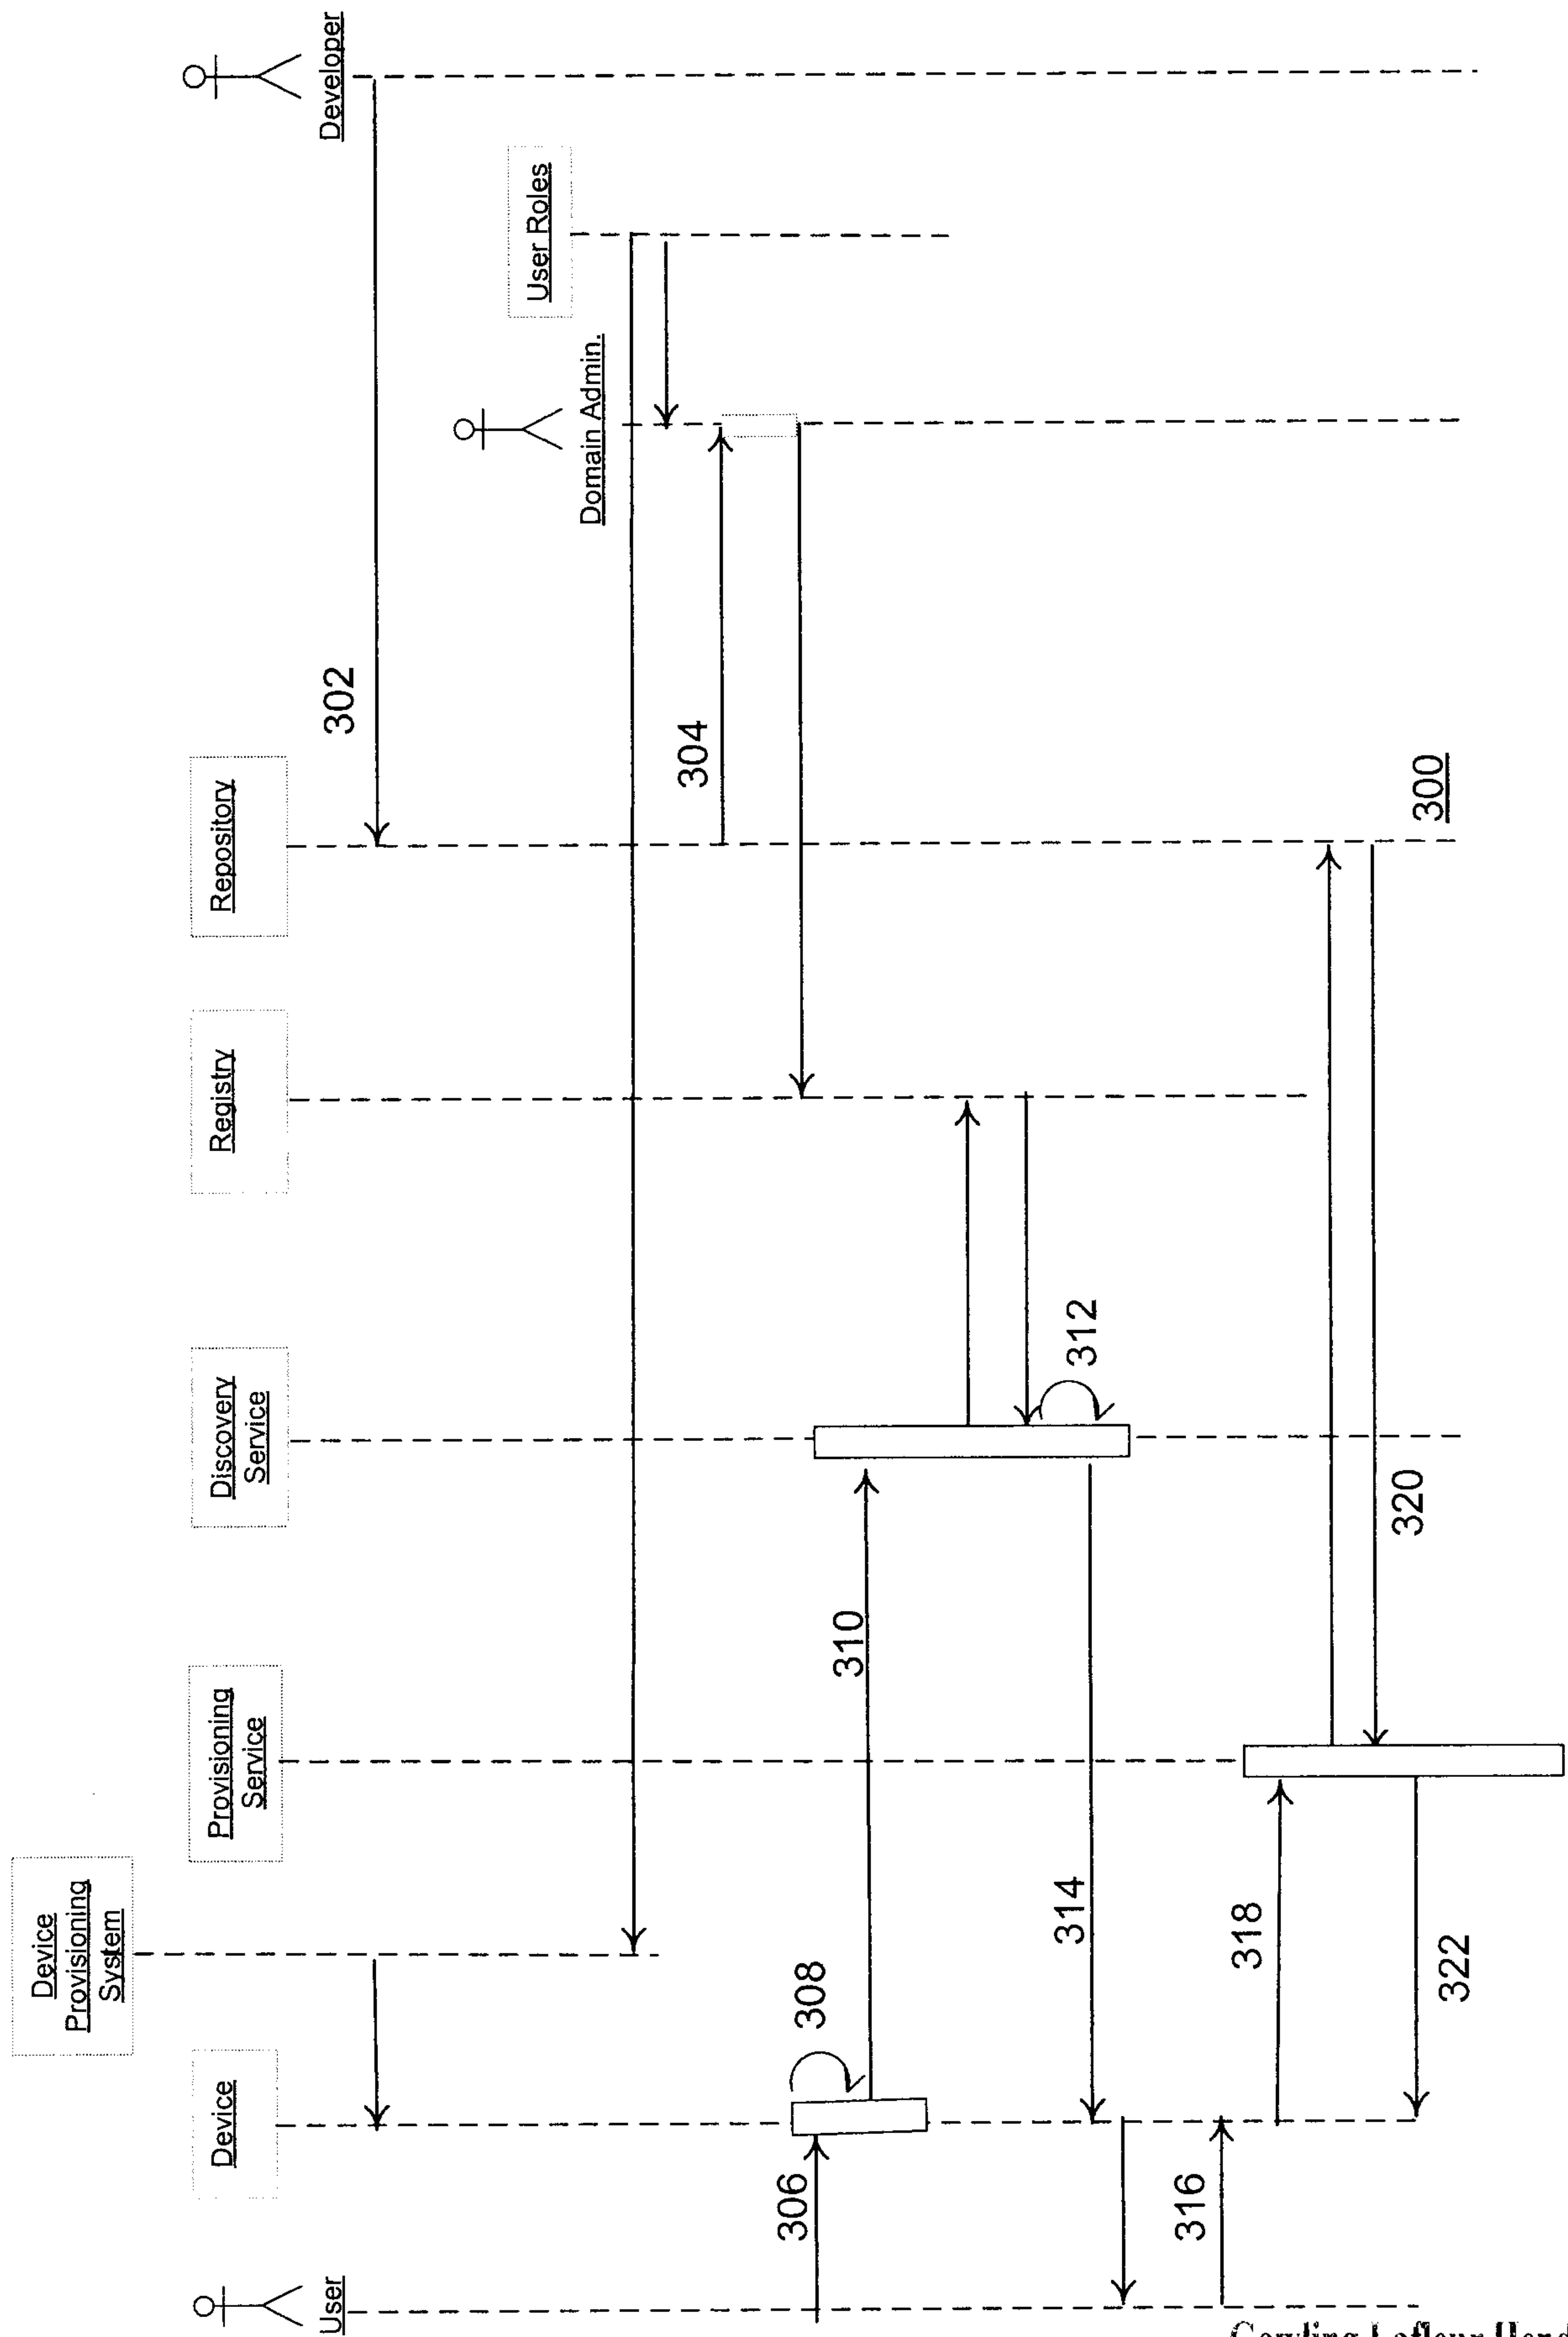 User
Device
Device
Provisioning
System
Provisioning
Service
Discovery
Service
Registry
Repository
Domain Admin.
User Roles
Developer
302
304
306
308
310
312
314
316
318
320
322
300